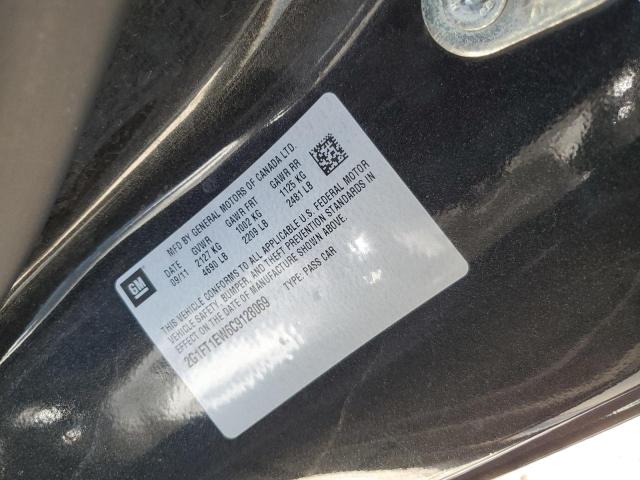 GM
MFD BY GENERAL MOTORS OF CANADA LTD.
DATE GVWR GAWR FRT GAWR RR
09/11 2127 KG 1002 KG 1125 KG
4690 LB 2209 LB 2481 LB
THIS VEHICLE CONFORMS TO ALL APPLICABLE U.S. FEDERAL MOTOR
VEHICLE SAFETY, BUMPER, AND THEFT PREVENTION STANDARDS IN
EFFECT ON THE DATE OF MANUFACTURE SHOWN ABOVE.
2G1FT1EW6C9128069 TYPE: PASS CAR